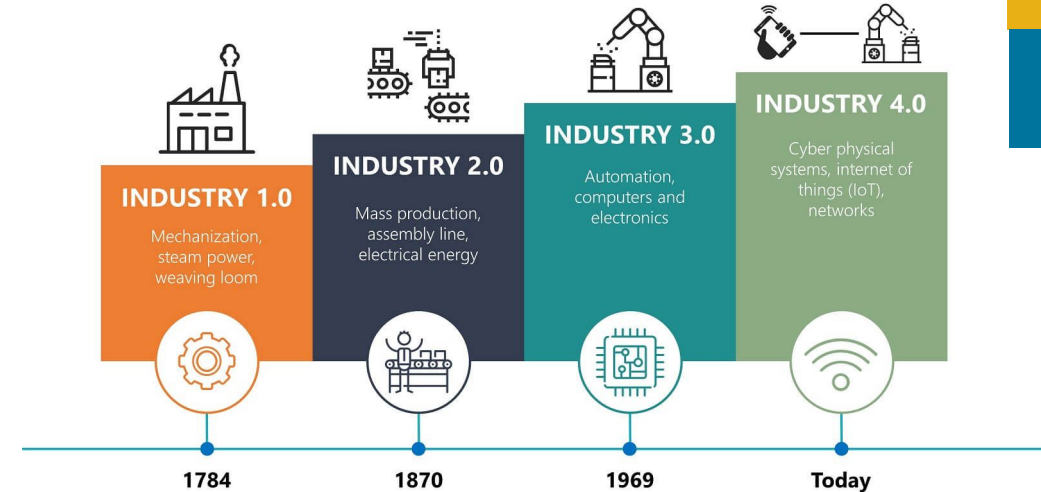 INDUSTRY 1.0
Mechanization,
steam power,
weaving loom
1784
INDUSTRY 2.0
Mass production,
assembly line,
electrical energy
1870
INDUSTRY 3.0
Automation,
computers and
electronics
1969
INDUSTRY 4.0
Cyber physical
systems, internet of
things (IoT),
networks
Today